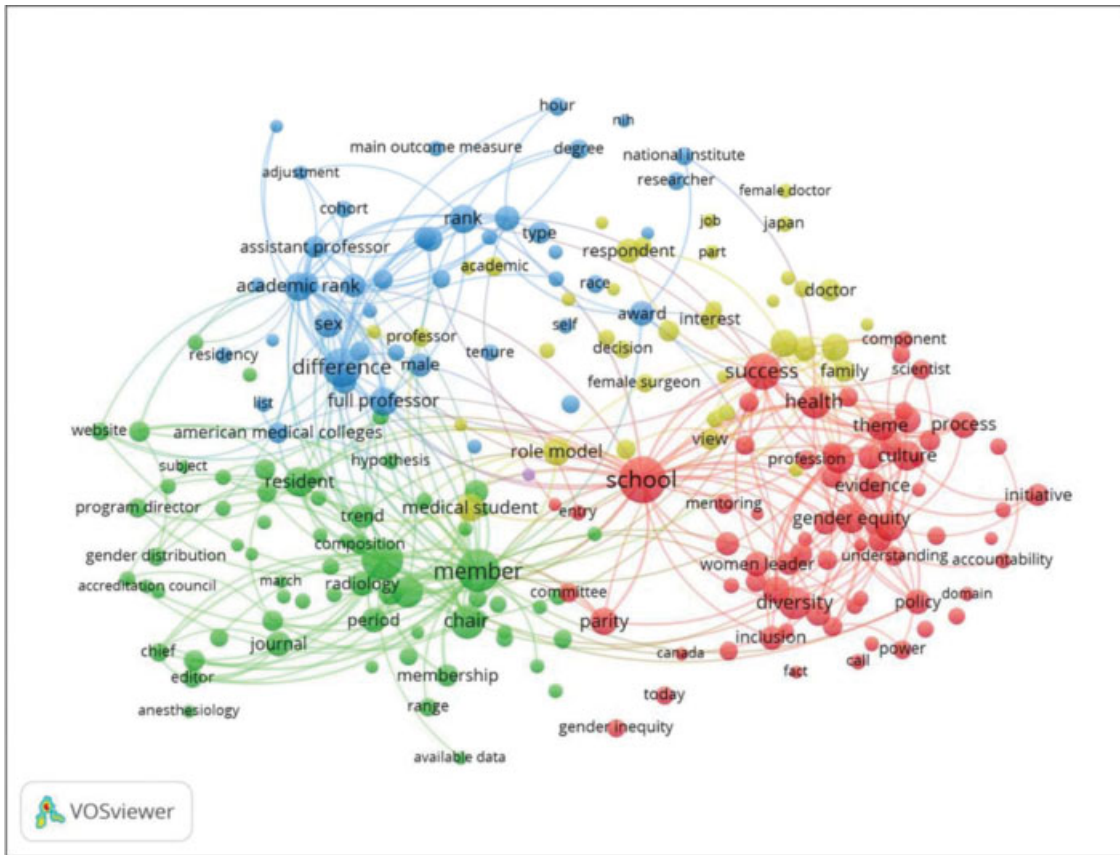 hour
nih
main outcome measure
degree
national institute
adjustment
researcher
female doctor
cohort
rank
job
japan
type
assistant professor
respondent
part
academic
academic rank
race
doctor
sex
award
interest
self
professor
component
residency
tenure
decision
difference
male
success
family
scientist
female surgeon
list
full professor
health
website
american medical colleges
theme
process
view
role model
hypothesis
subject
profession
culture
resident
school
evidence
initiative
program director
medical student
entry
mentoring
trend
gender equity
composition
gender distribution
understanding
accountability
women leader
member
accreditation council
march
radiology
committee
domain
diversity
policy
period
chair
parity
inclusion
journal
chief
canada
power
call
editor
membership
fact
today
anesthesiology
range
gender inequity
available data
VOSviewer